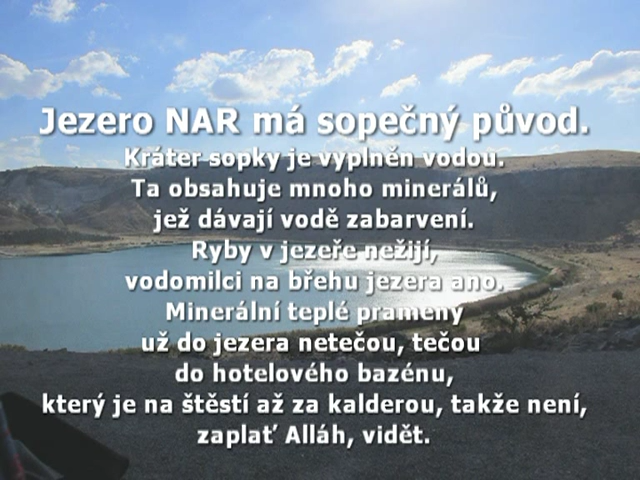 Jezero NAR má sopečný původ.
Kráter sopky je vyplněn vodou.
Ta obsahuje mnoho minerálů,
jež dávají vodě zabarvení.
Ryby v jezeře nežijí,
vodomilci na břehu jezera ano.
Minerální teplé prameny
už do jezera netečou, tečou
do hotelového bazénu,
který je na štěstí až za kalderou, takže není,
zaplať Alláh, vidět.